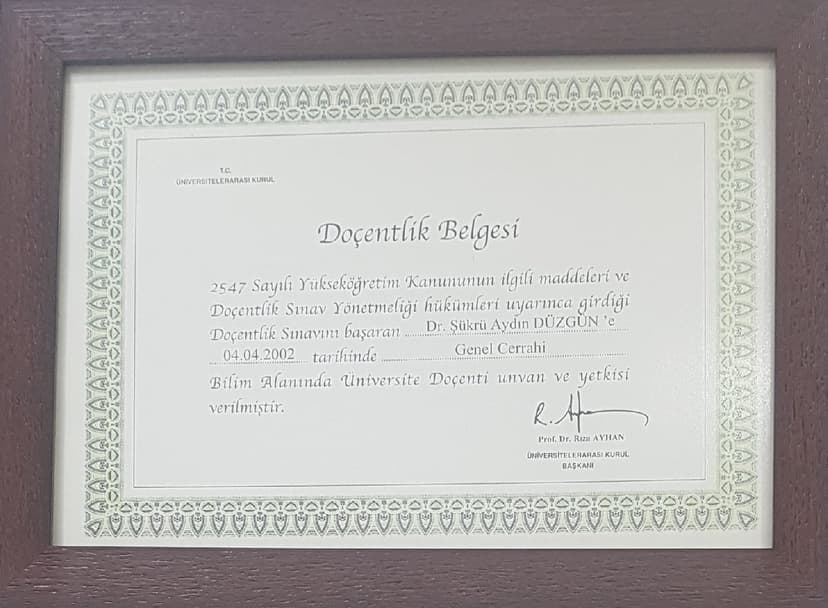 T.C.
ÜNİVERSİTELERARASI KURUL
Doçentlik Belgesi
2547 Sayılı Yükseköğretim Kanununun ilgili maddeleri ve
Doçentlik Sınav Yönetmeliği hükümleri uyarınca girdiği
Doçentlik Sınavını başaran Dr. Şükrü Aydın DÜZGÜN 'e
04.04.2002 tarihinde Genel Cerrahi
Bilim Alanında Üniversite Doçenti unvan ve yetkisi
verilmiştir.
Prof. Dr. Rıza AYHAN
ÜNİVERSİTELERARASI KURUL
BAŞKANI